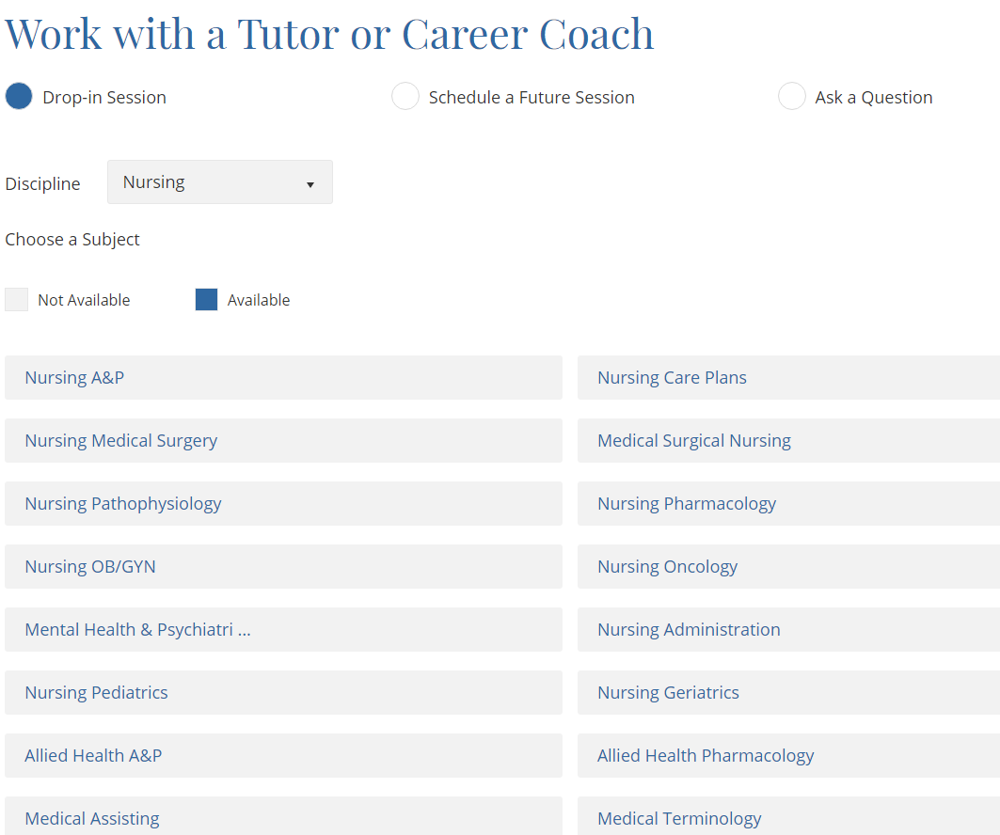 Work with a Tutor or Career Coach
Drop-in Session Schedule a Future Session Ask a Question
Discipline Nursing
Choose a Subject
Not Available Available
Nursing A&P Nursing Care Plans
Nursing Medical Surgery Medical Surgical Nursing
Nursing Pathophysiology Nursing Pharmacology
Nursing OB/GYN Nursing Oncology
Mental Health & Psychiatri ... Nursing Administration
Nursing Pediatrics Nursing Geriatrics
Allied Health A&P Allied Health Pharmacology
Medical Assisting Medical Terminology